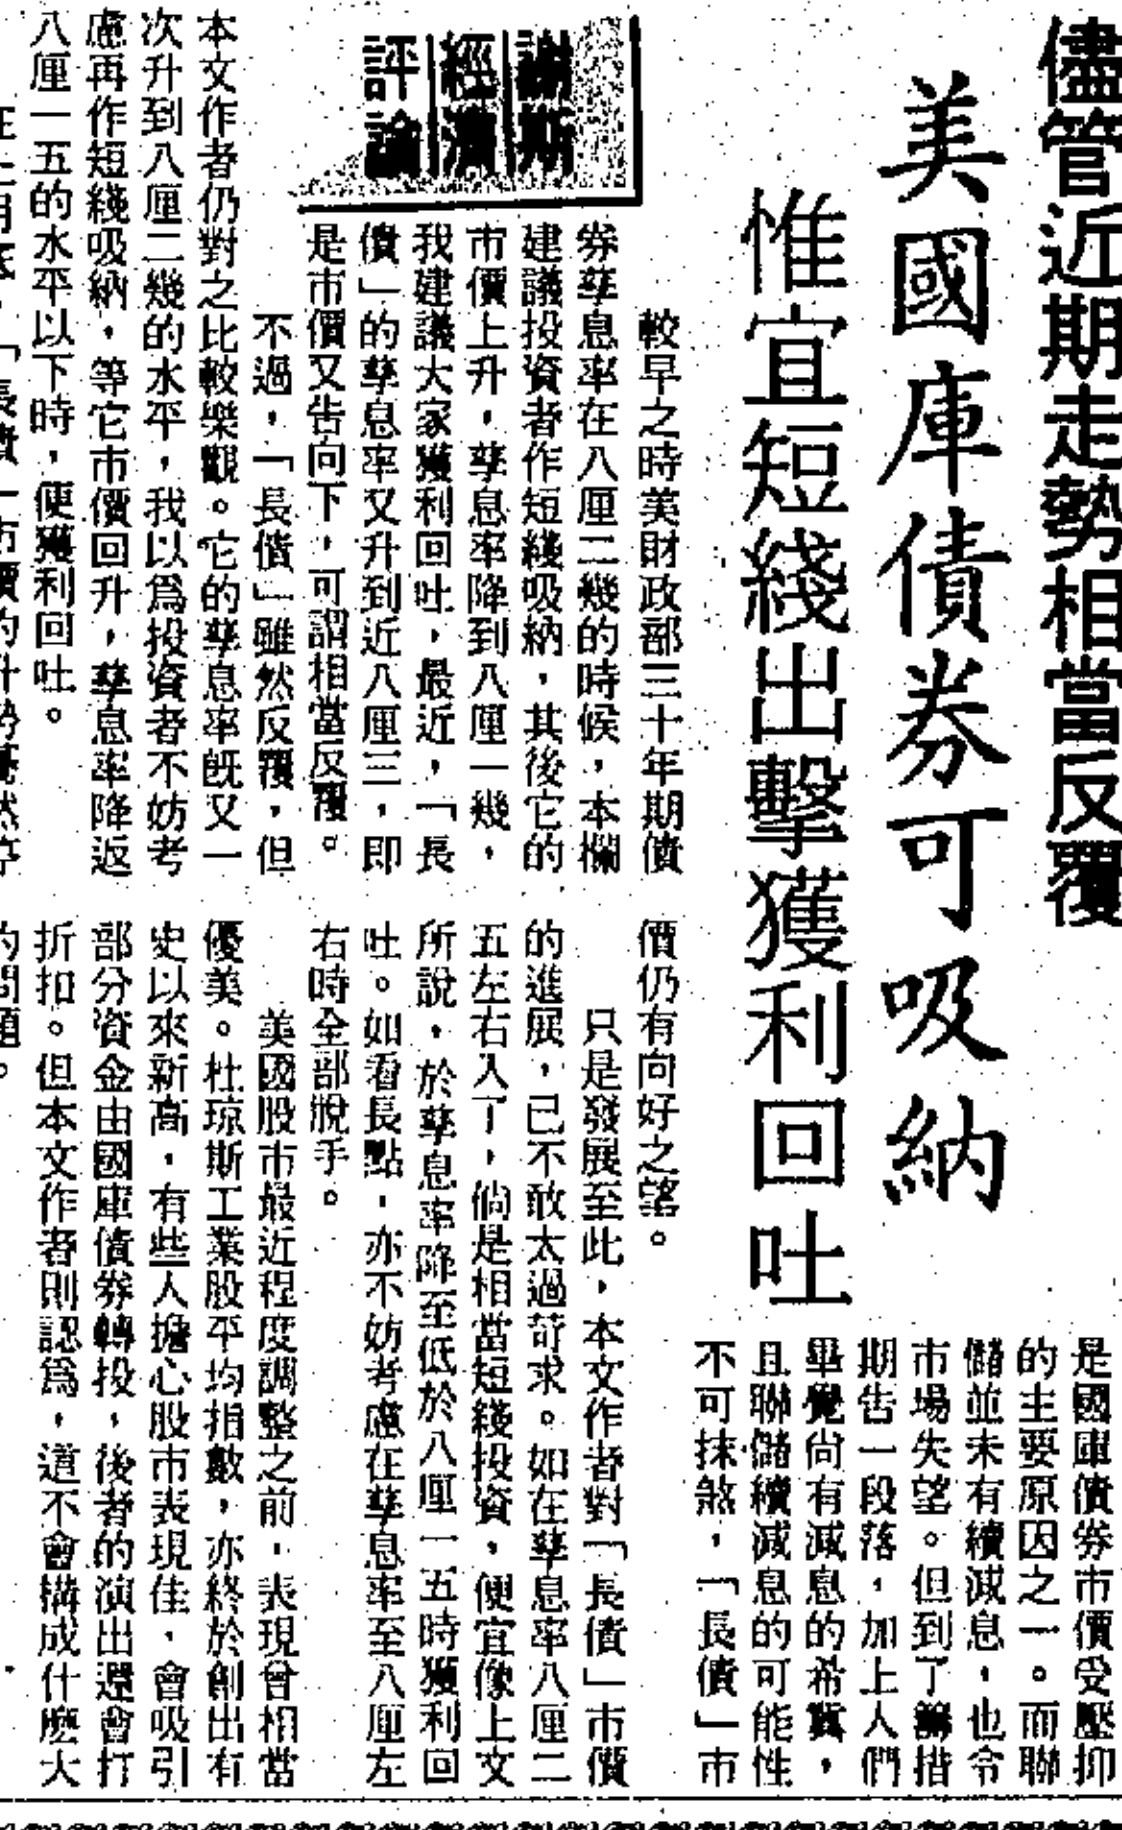 儘管近期走勢相當反覆
美國庫債券可吸納
惟宜短綫出擊獲利回吐
謝斯
經濟
評論
較早之時美財政部三十年期債
券孳息率在八厘二幾的時候，本欄
建議投資者作短綫吸納，其後它的
市價上升，孳息率降到八厘一幾，
我建議大家獲利回吐，最近，「長
債」的孳息率又升到近八厘三，即
是市價又告向下，可謂相當反覆。
不過，「長債」雖然反覆，但
本文作者仍對之比較樂觀。它的孳息率既又一
次升到八厘二幾的水平，我以為投資者不妨考
慮再作短綫吸納，等它市價回升，孳息率降返
八厘一五的水平以下時，便獲利回吐。
是國庫債券市價受壓抑
的主要原因之一。而聯
儲並未有續減息，也令
市場失望。但到了籌措
期告一段落，加上人們
畢覺尚有減息的希冀，
且聯儲續減息的可能性
不可抹煞，「長債」市
價仍有向好之望。
只是發展至此，本文作者對「長債」市價
的進展，已不敢太過苛求。如在孳息率八厘二
五左右入了，倘是相當短綫投資，便宜像上文
所說，於孳息率降至低於八厘一五時獲利回
吐。如看長點，亦不妨考慮在孳息率至八厘左
右時全部脫手。
美國股市最近程度調整之前，表現曾相當
優美。杜琼斯工業股平均指數，亦終於創出有
史以來新高，有些人擔心股市表現佳，會吸引
部分資金由國庫債券轉投，後者的演出還會打
折扣。但本文作者則認為，道不會構成什麼大
的問題。